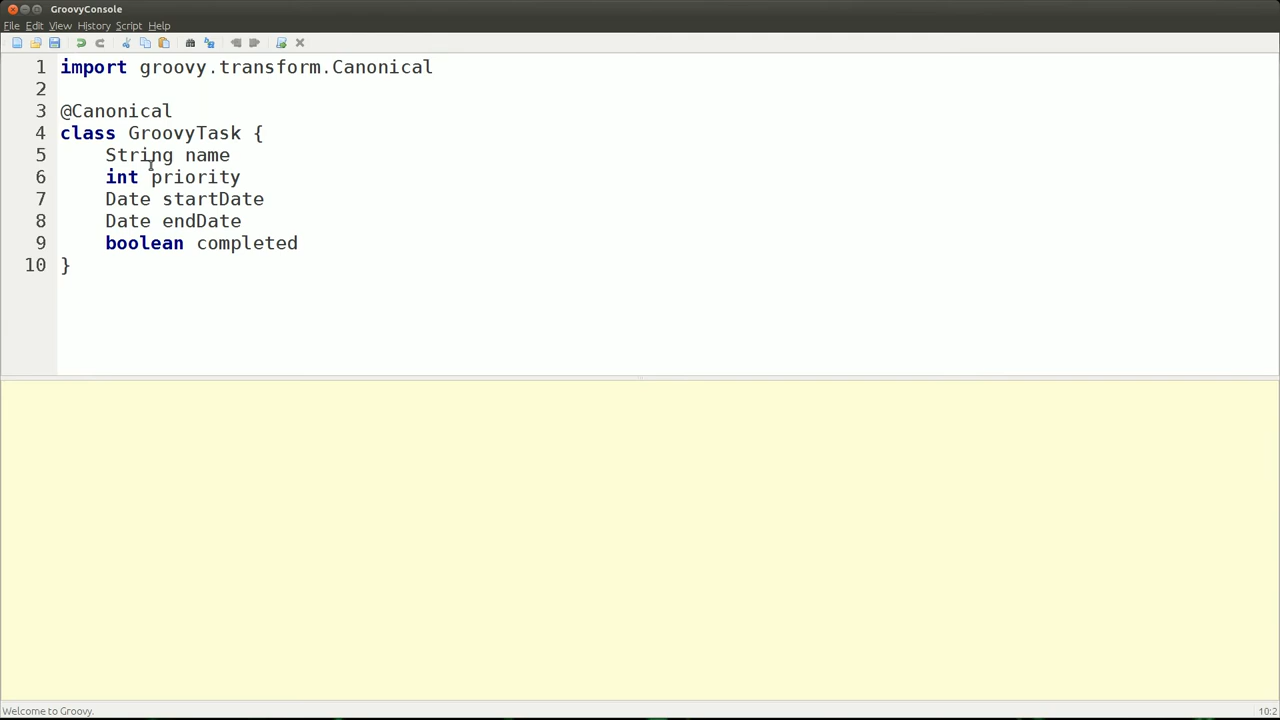 GroovyConsole
File Edit View History Script Help
1 import groovy.transform.Canonical
2
3 @Canonical
4 class GroovyTask {
5 String name
6 int priority
7 Date startDate
8 Date endDate
9 boolean completed
10 }
Welcome to Groovy. 10:2